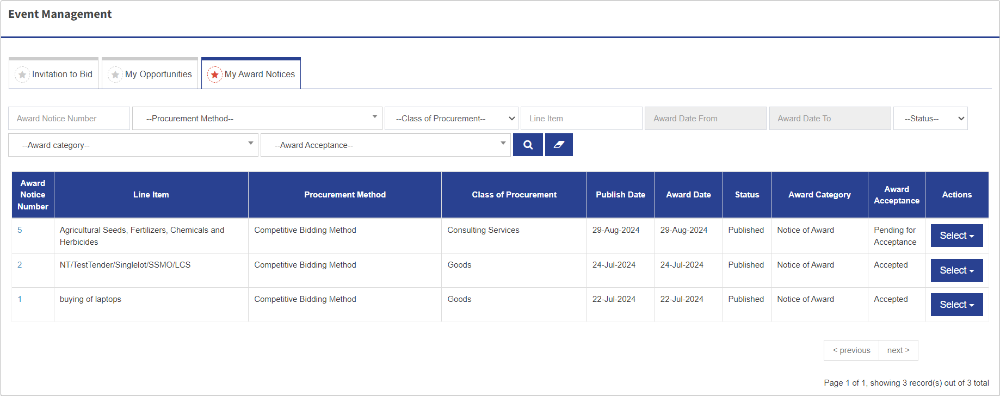 Event Management
Invitation to Bid
My Opportunities
My Award Notices
Award Notice Number
--Procurement Method--
--Class of Procurement--
Line Item
Award Date From
Award Date To
--Status--
--Award category--
--Award Acceptance--
Award Notice Number
Line Item
Procurement Method
Class of Procurement
Publish Date
Award Date
Status
Award Category
Award Acceptance
Actions
5
Agricultural Seeds, Fertilizers, Chemicals and
Herbicides
Competitive Bidding Method
Consulting Services
29-Aug-2024
29-Aug-2024
Published
Notice of Award
Pending for
Acceptance
Select
2
NT/TestTender/Singlelot/SSMO/LCS
Competitive Bidding Method
Goods
24-Jul-2024
24-Jul-2024
Published
Notice of Award
Accepted
Select
1
buying of laptops
Competitive Bidding Method
Goods
22-Jul-2024
22-Jul-2024
Published
Notice of Award
Accepted
Select
< previous
next >
Page 1 of 1, showing 3 record(s) out of 3 total